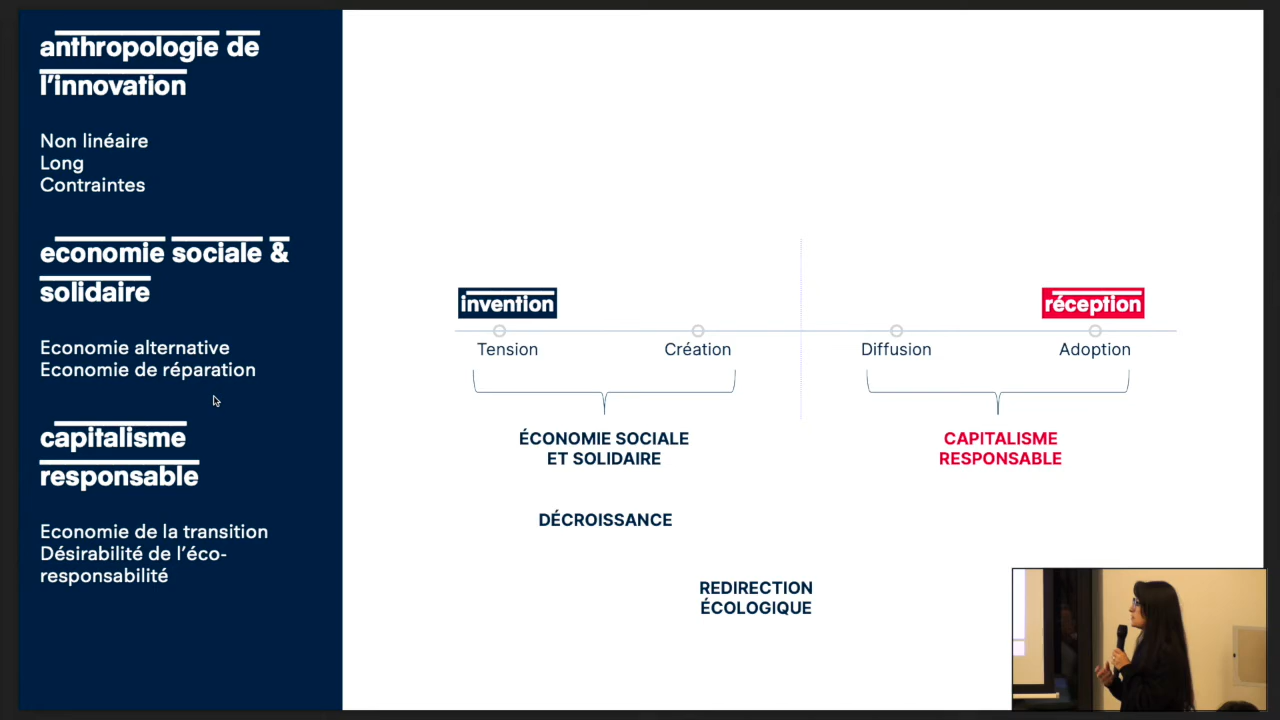 anthropologie de
l'innovation
Non linéaire
Long
Contraintes
economie sociale &
solidaire
Economie alternative
Economie de réparation
capitalisme
responsable
Economie de la transition
Désirabilité de l'éco-
responsabilité
invention
réception
Tension
Création
Diffusion
Adoption
ÉCONOMIE SOCIALE
ET SOLIDAIRE
CAPITALISME
RESPONSABLE
DÉCROISSANCE
REDIRECTION
ÉCOLOGIQUE